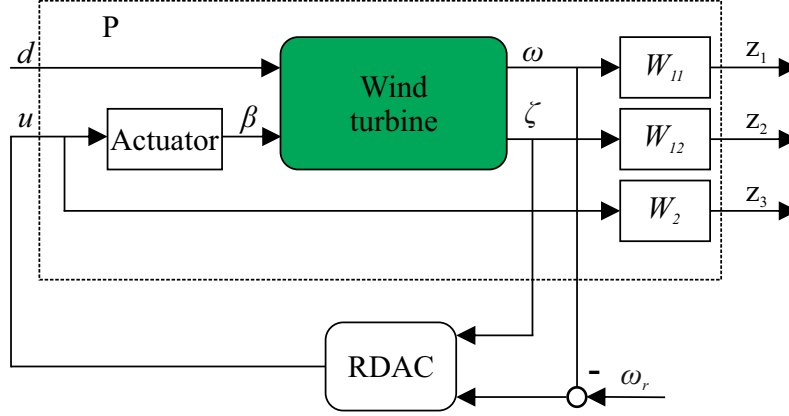 P
d
ω
W₁₁
z₁
Wind
turbine
u
Actuator
β
ζ
W₁₂
z₂
W₂
z₃
RDAC
-
ωᵣ